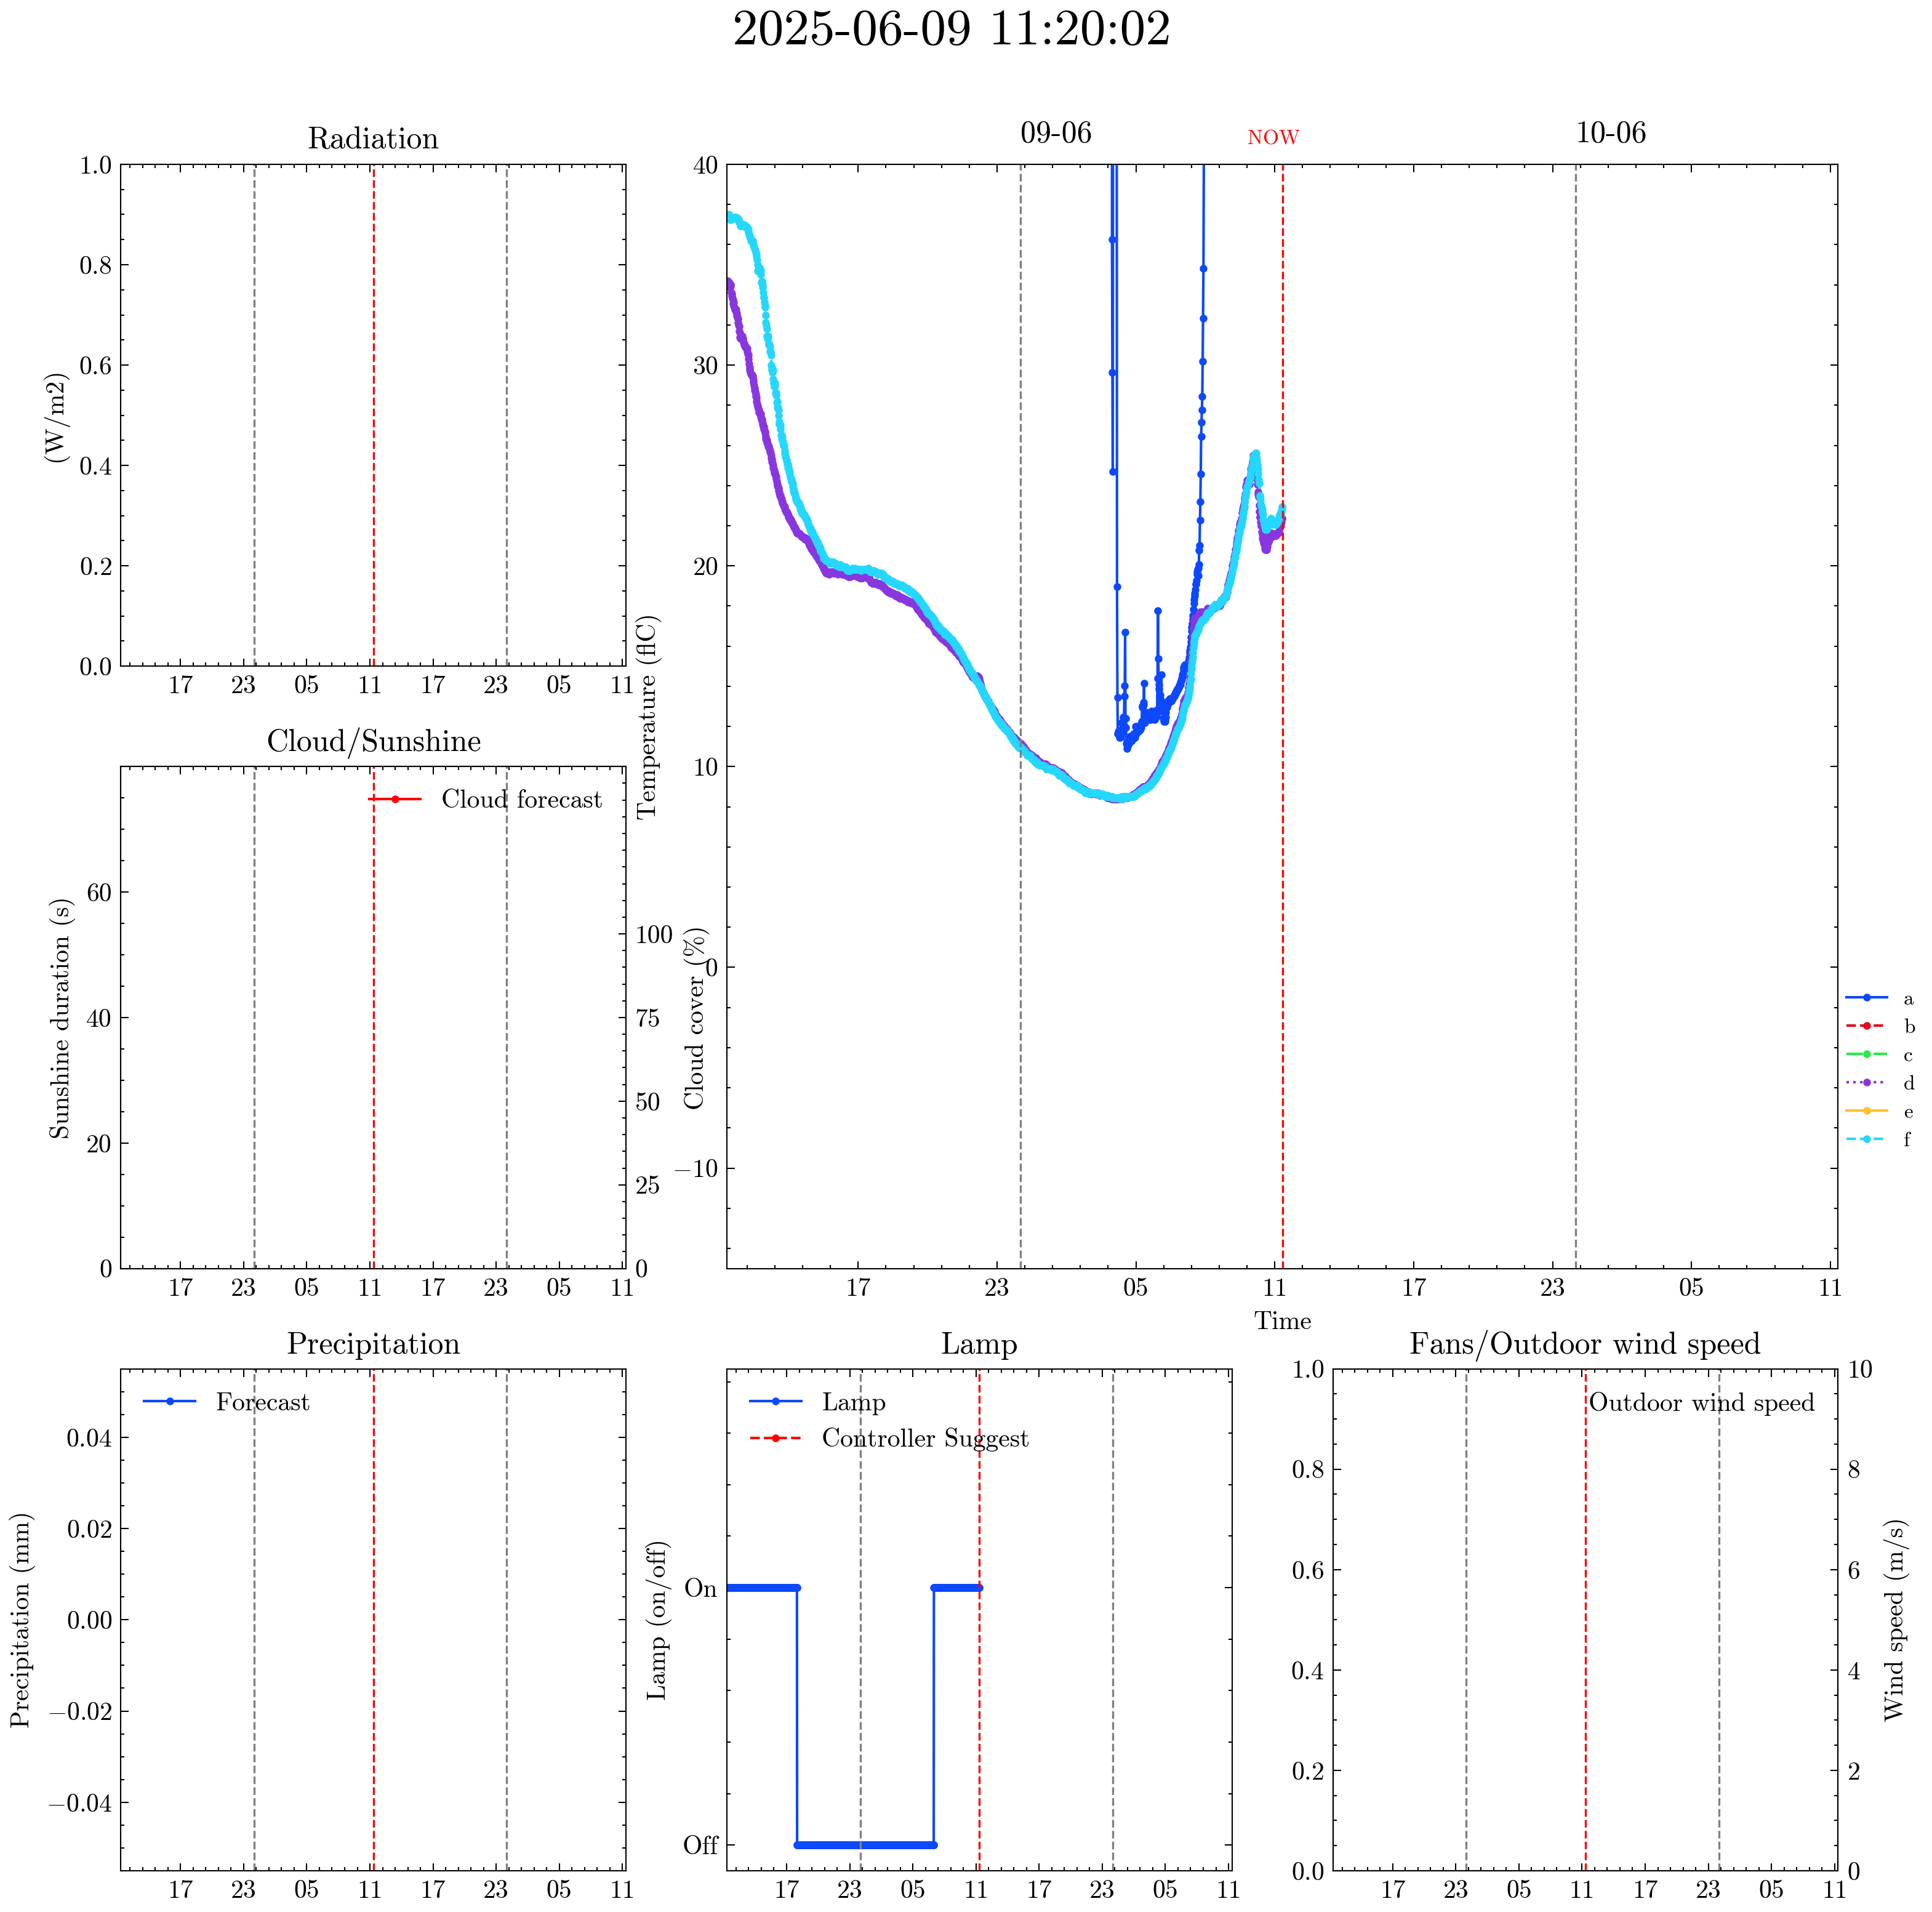 2025-06-09 11:20:02
Radiation
(W/m2)
1.0
0.8
0.6
0.4
0.2
0.0
17 23 05 11 17 23 05 11
Cloud/Sunshine
Cloud forecast
Sunshine duration (s)
60
40
20
0
Cloud cover (%)
100
75
50
25
0
17 23 05 11 17 23 05 11
09-06
NOW
10-06
Temperature (flC)
40
30
20
10
0
−10
17 23 05 11 17 23 05 11
Time
a
b
c
d
e
f
Precipitation
Forecast
Precipitation (mm)
0.04
0.02
0.00
−0.02
−0.04
17 23 05 11 17 23 05 11
Lamp
Lamp
Controller Suggest
Lamp (on/off)
On
Off
17 23 05 11 17 23 05 11
Fans/Outdoor wind speed
Outdoor wind speed
1.0
0.8
0.6
0.4
0.2
0.0
Wind speed (m/s)
10
8
6
4
2
0
17 23 05 11 17 23 05 11